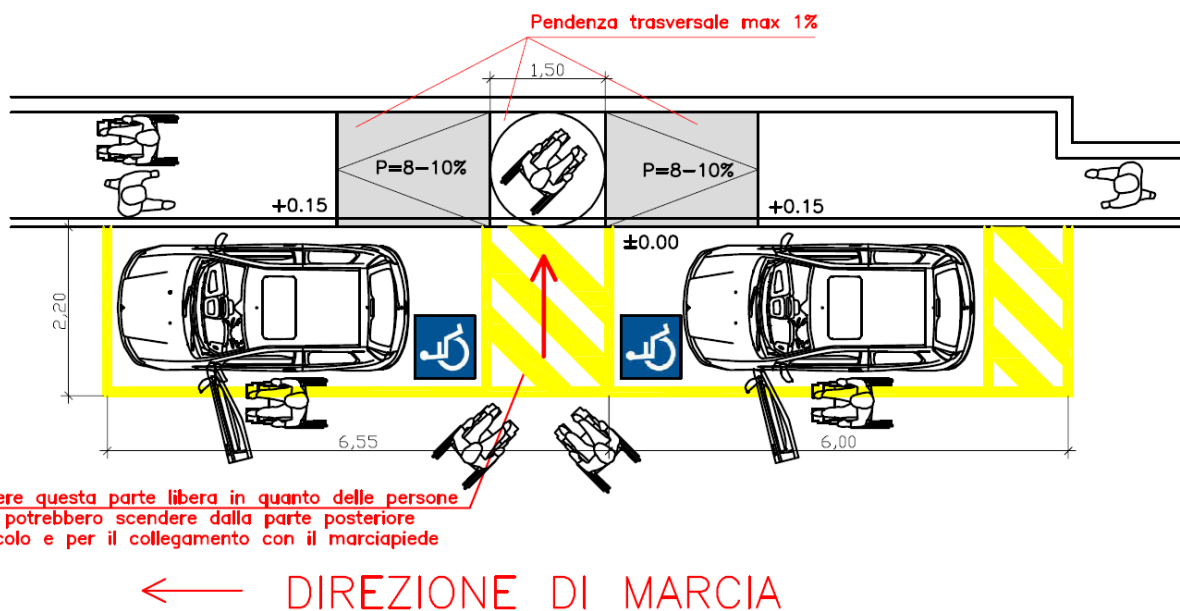 Pendenza trasversale max 1%
1,50
P=8-10%
P=8-10%
+0.15
+0.15
±0.00
2,20
6,55
6,00
ere questa parte libera in quanto delle persone
potrebbero scendere dalla parte posteriore
colo e per il collegamento con il marciapiede
DIREZIONE DI MARCIA